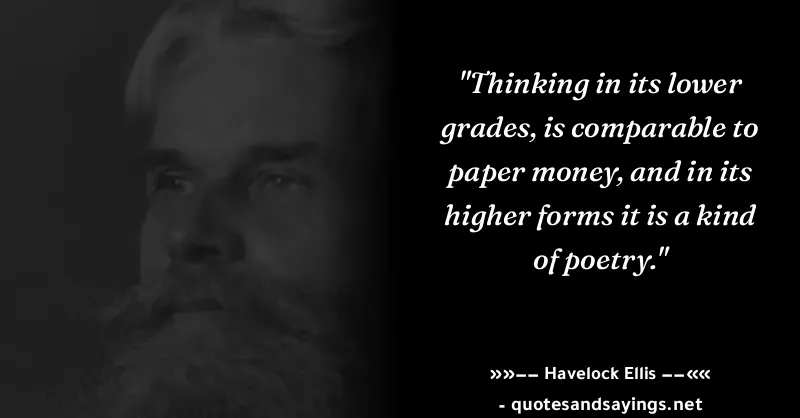 "Thinking in its lower
grades, is comparable to
paper money, and in its
higher forms it is a kind
of poetry."
»»−− Havelock Ellis −−««
- quotesandsayings.net